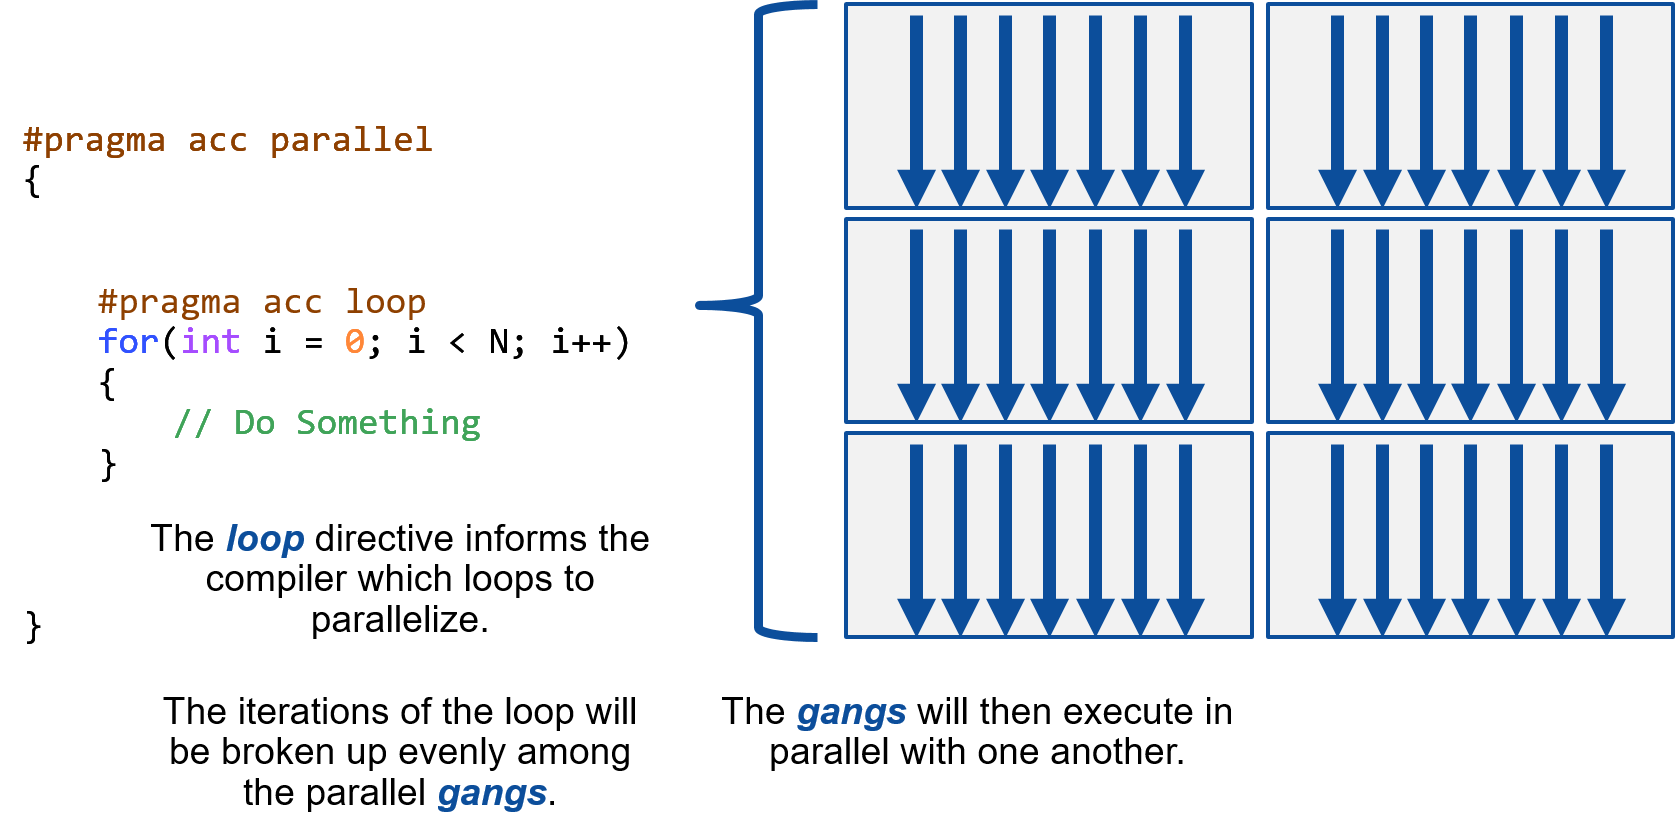 #pragma acc parallel
{
#pragma acc loop
for(int i = 0; i < N; i++)
{
// Do Something
}
The loop directive informs the
compiler which loops to
parallelize.
}
The iterations of the loop will
be broken up evenly among
the parallel gangs.
The gangs will then execute in
parallel with one another.